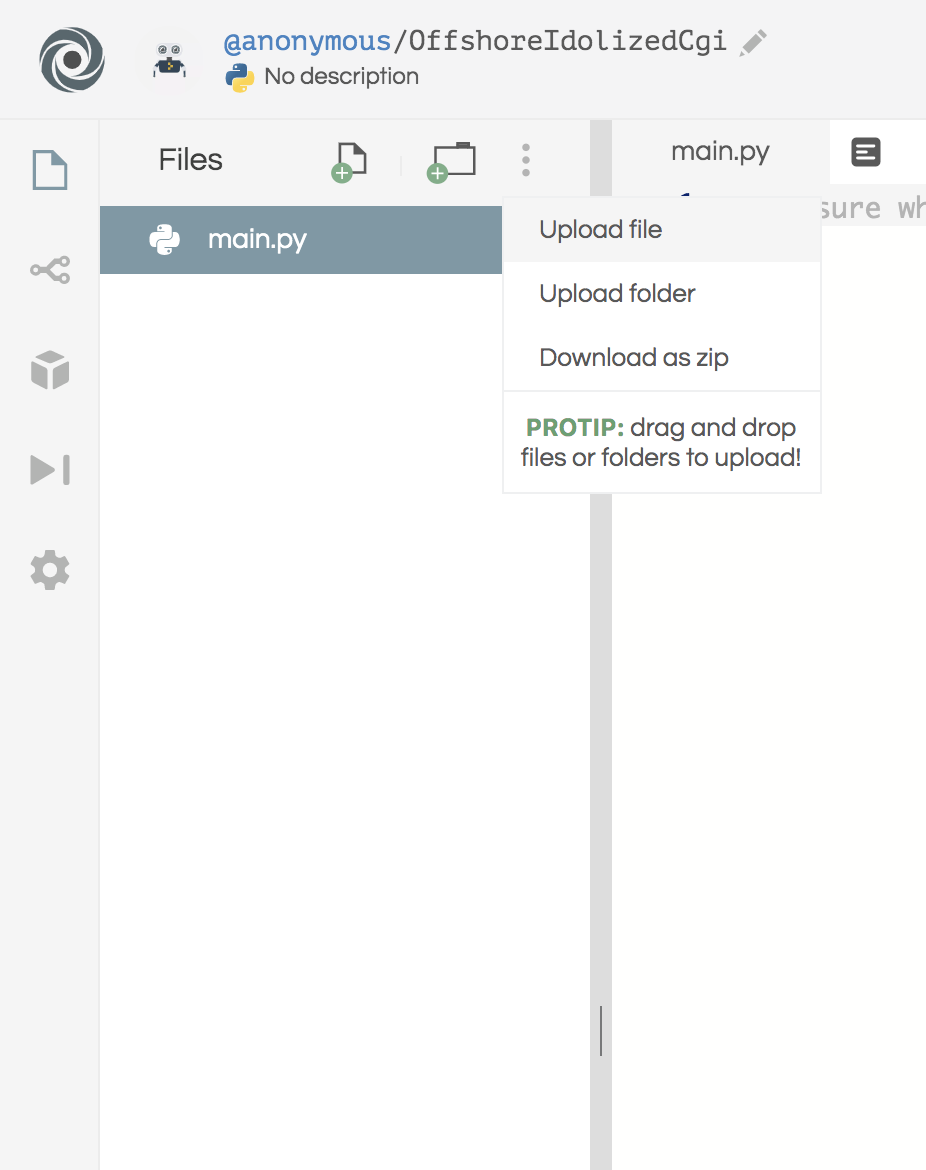 @anonymous/OffshoreIdolizedCgi
No description
Files
main.py
main.py
sure
Upload file
Upload folder
Download as zip
PROTIP: drag and drop
files or folders to upload!